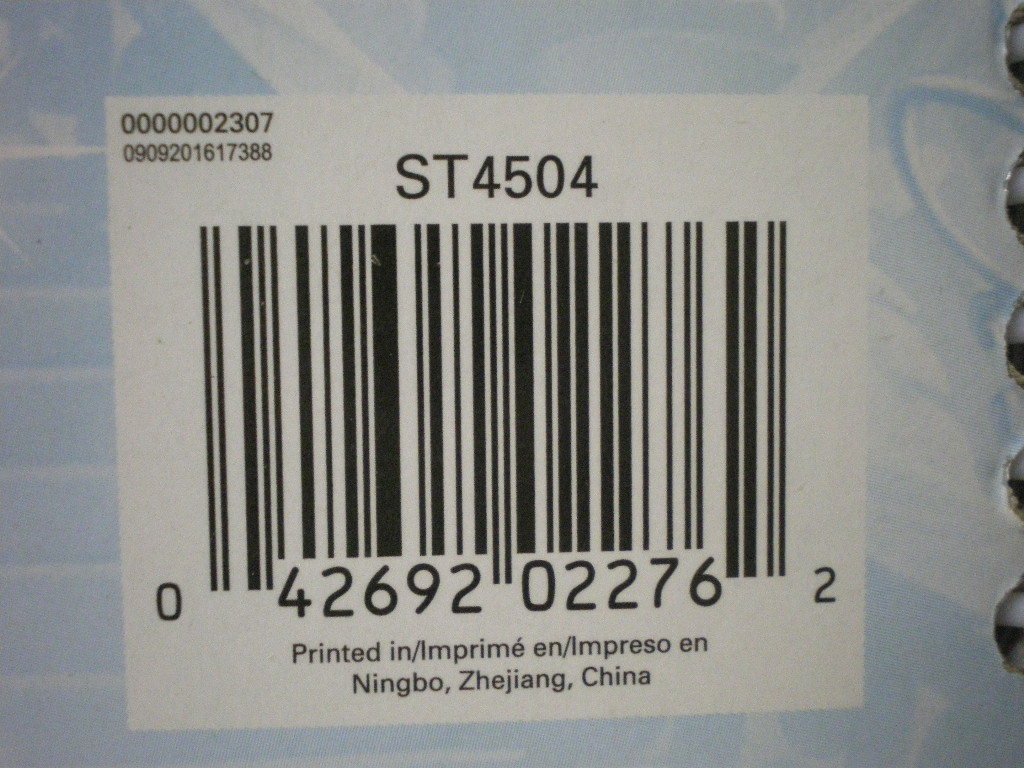 0000002307
0909201617388
ST4504
0 42692 02276 2
Printed in/Imprimé en/Impreso en
Ningbo, Zhejiang, China